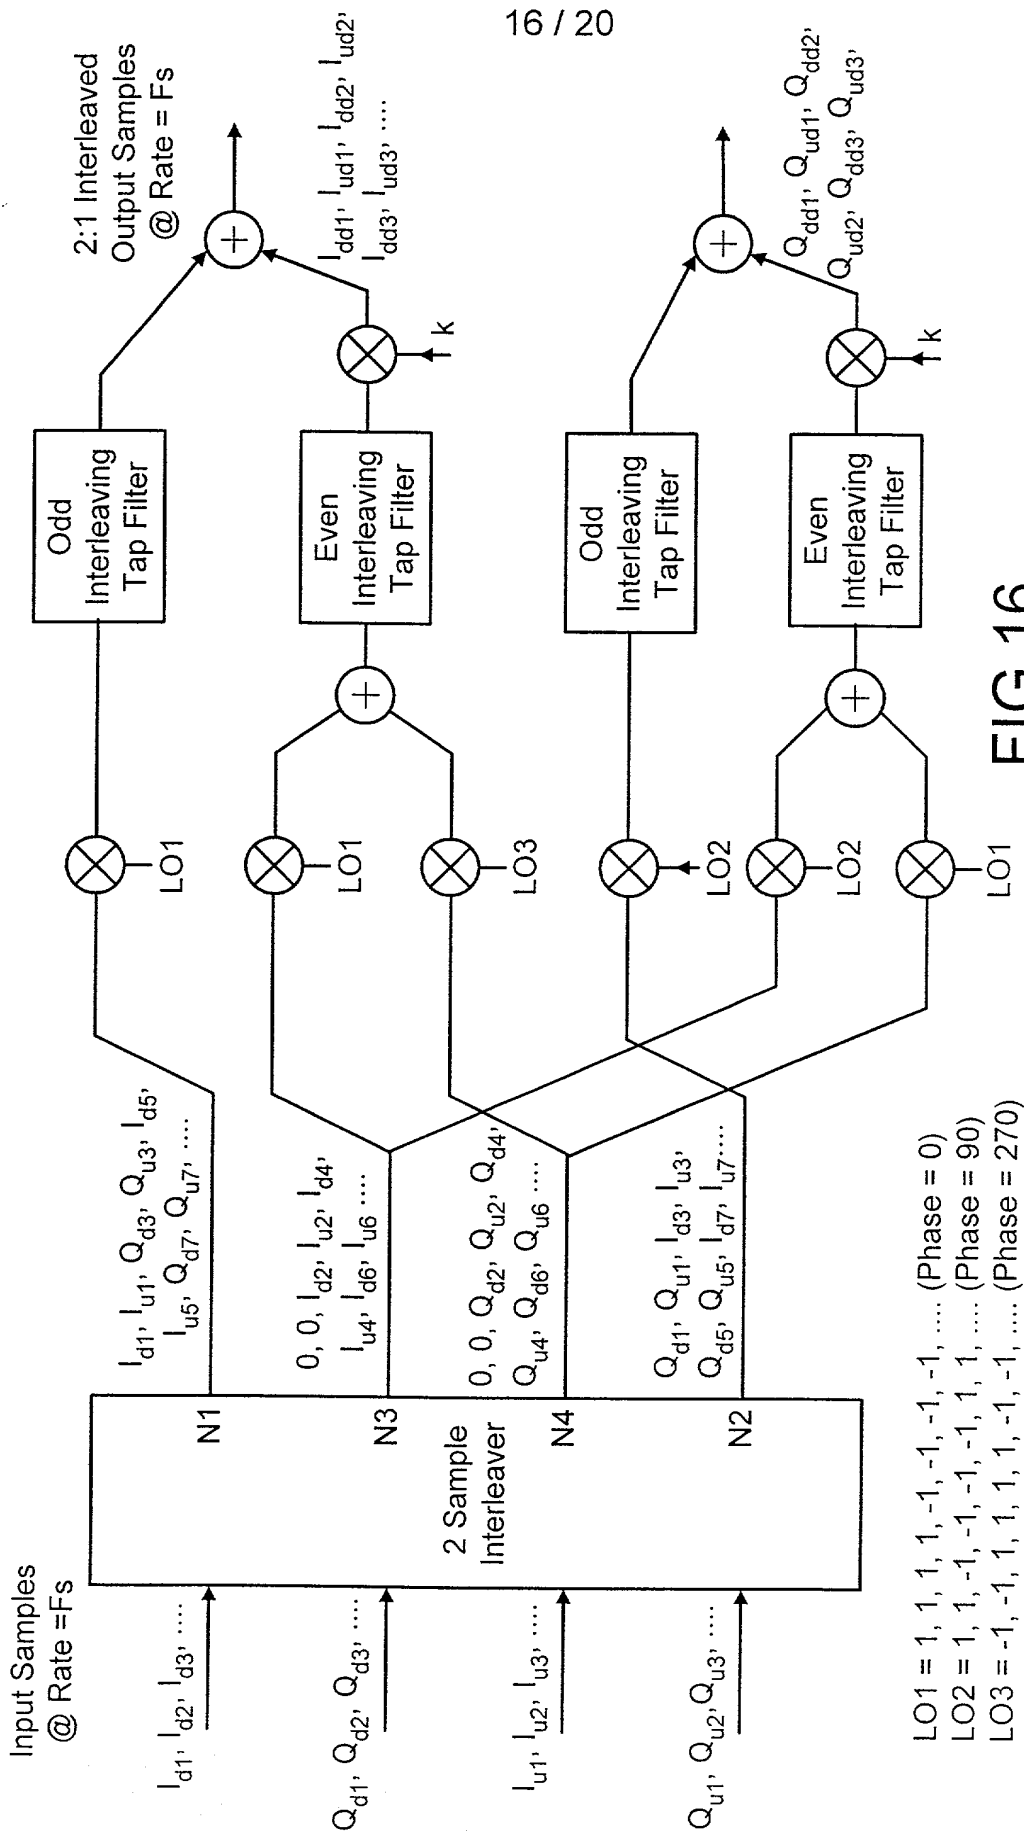 16 / 20
Input Samples
@ Rate =Fs
I_d1, I_d2, I_d3, ....
Q_d1, Q_d2, Q_d3, ....
I_u1, I_u2, I_u3, ....
Q_u1, Q_u2, Q_u3, ....
2 Sample
Interleaver
N1
N3
N4
N2
I_d1, I_u1, Q_d3, Q_u3, I_d5,
I_u5, Q_d7, Q_u7, ....
0, 0, I_d2, I_u2, I_d4,
I_u4, I_d6, I_u6 ....
0, 0, Q_d2, Q_u2, Q_d4,
Q_u4, Q_d6, Q_u6 ....
Q_d1, Q_u1, I_d3, I_u3,
Q_d5, Q_u5, I_d7, I_u7....
LO1
LO1
LO3
LO2
LO2
LO1
+
+
Odd
Interleaving
Tap Filter
Even
Interleaving
Tap Filter
Odd
Interleaving
Tap Filter
Even
Interleaving
Tap Filter
k
k
+
+
2:1 Interleaved
Output Samples
@ Rate = Fs
I_dd1, I_ud1, I_dd2, I_ud2,
I_dd3, I_ud3, ....
Q_dd1, Q_ud1, Q_dd2,
Q_ud2, Q_dd3, Q_ud3,
LO1 = 1, 1, 1, 1, -1, -1, -1, -1, .... (Phase = 0)
LO2 = 1, 1, -1, -1, -1, -1, 1, 1, .... (Phase = 90)
LO3 = -1, -1, 1, 1, 1, 1, -1, -1, .... (Phase = 270)
FIG 16